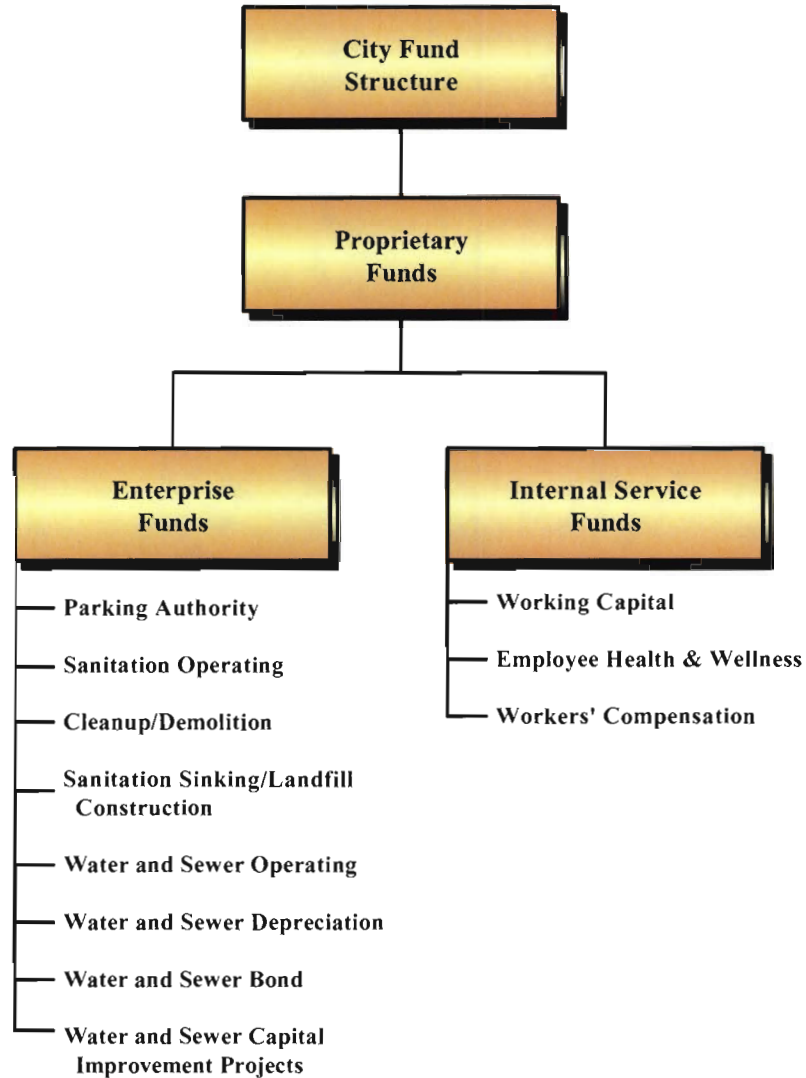 City Fund
Structure
Proprietary
Funds
Enterprise
Funds
Parking Authority
Sanitation Operating
Cleanup/Demolition
Sanitation Sinking/Landfill
Construction
Water and Sewer Operating
Water and Sewer Depreciation
Water and Sewer Bond
Water and Sewer Capital
Improvement Projects
Internal Service
Funds
Working Capital
Employee Health & Wellness
Workers' Compensation